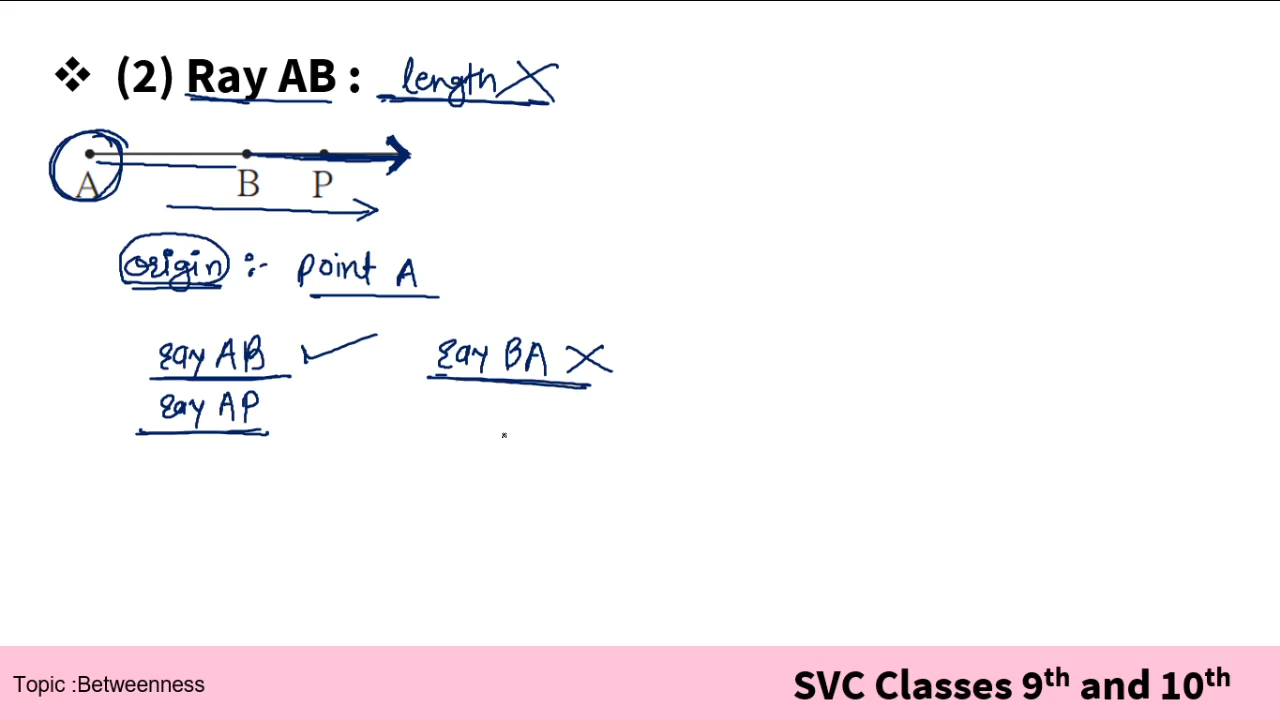 ❖ (2) Ray AB : length X
A B P
origin :- point A
ray AB ✓ ray BA X
ray AP
Topic :Betweenness
SVC Classes 9th and 10th